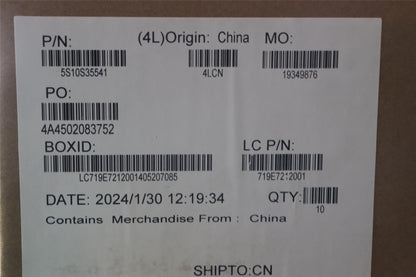 P/N: (4L)Origin: China MO:
5S10S35541 4LCN 19349876
PO:
4A4502083752
BOXID: LC P/N:
LC719E7212001405207085 719E7212001
DATE: 2024/1/30 12:19:34 QTY:
10
Contains Merchandise From : China
SHIPTO:CN